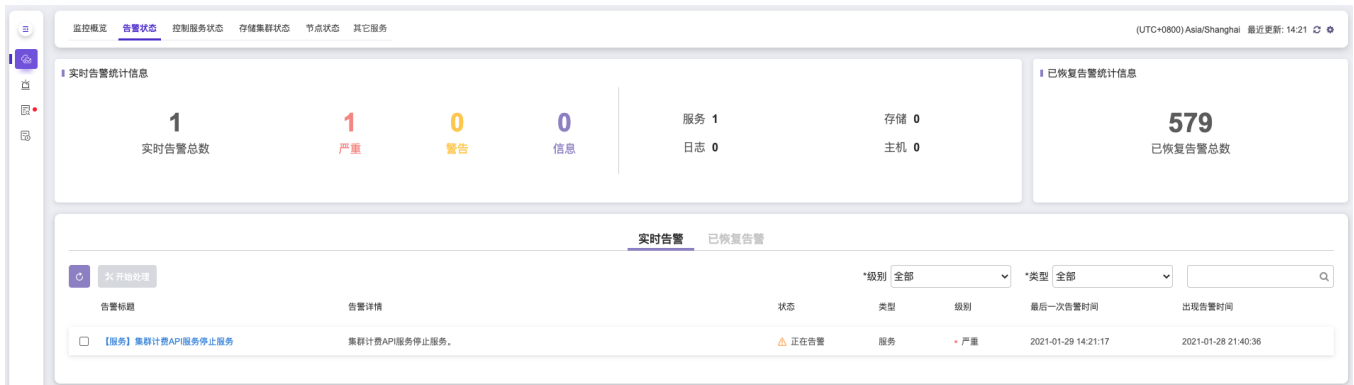 监控概览 告警状态 控制服务状态 存储集群状态 节点状态 其它服务 (UTC+0800) Asia/Shanghai 最近更新: 14:21
实时告警统计信息
1 实时告警总数
1 严重
0 警告
0 信息
服务 1 存储 0
日志 0 主机 0
已恢复告警统计信息
579
已恢复告警总数
实时告警 已恢复告警
开始处理 *级别 全部 *类型 全部
告警标题 告警详情 状态 类型 级别 最后一次告警时间 出现告警时间
【服务】集群计费API服务停止服务 集群计费API服务停止服务。 正在告警 服务 严重 2021-01-29 14:21:17 2021-01-28 21:40:36